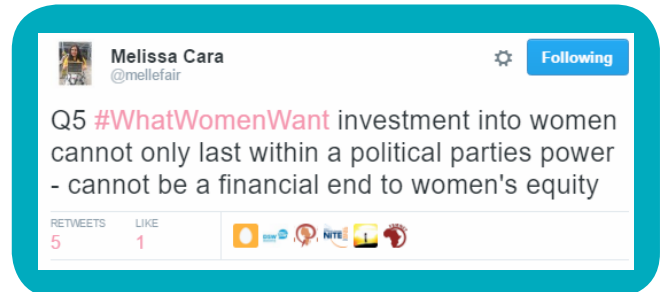 Melissa Cara
@mellefair
Following
Q5 #WhatWomenWant investment into women
cannot only last within a political parties power
- cannot be a financial end to women's equity
RETWEETS LIKE
5 1
NITE